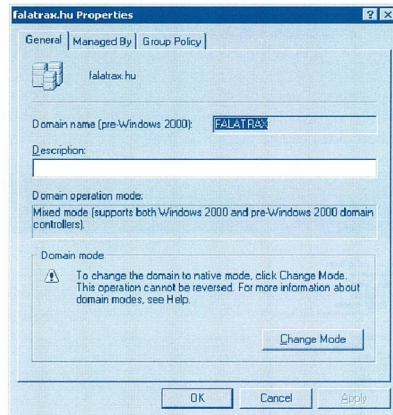 falatrax.hu Properties
General Managed By Group Policy
falatrax.hu
Domain name (pre-Windows 2000): FALATRAX
Description:
Domain operation mode:
Mixed mode (supports both Windows 2000 and pre-Windows 2000 domain
controllers).
Domain mode
To change the domain to native mode, click Change Mode.
This operation cannot be reversed. For more information about
domain modes, see Help.
Change Mode
OK Cancel Apply